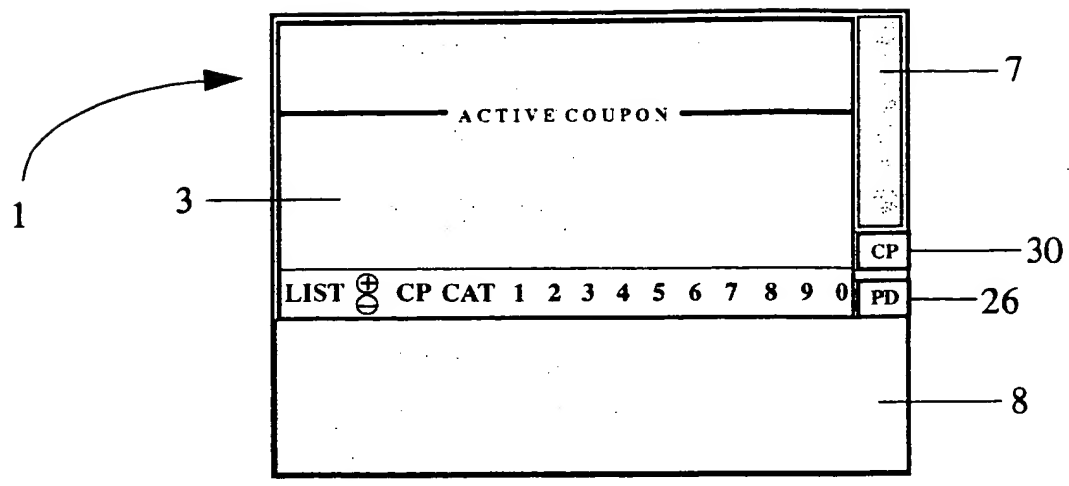 7
ACTIVE COUPON
1
3
CP
30
LIST ⊕ ⊖ CP CAT 1 2 3 4 5 6 7 8 9 0
PD
26
8